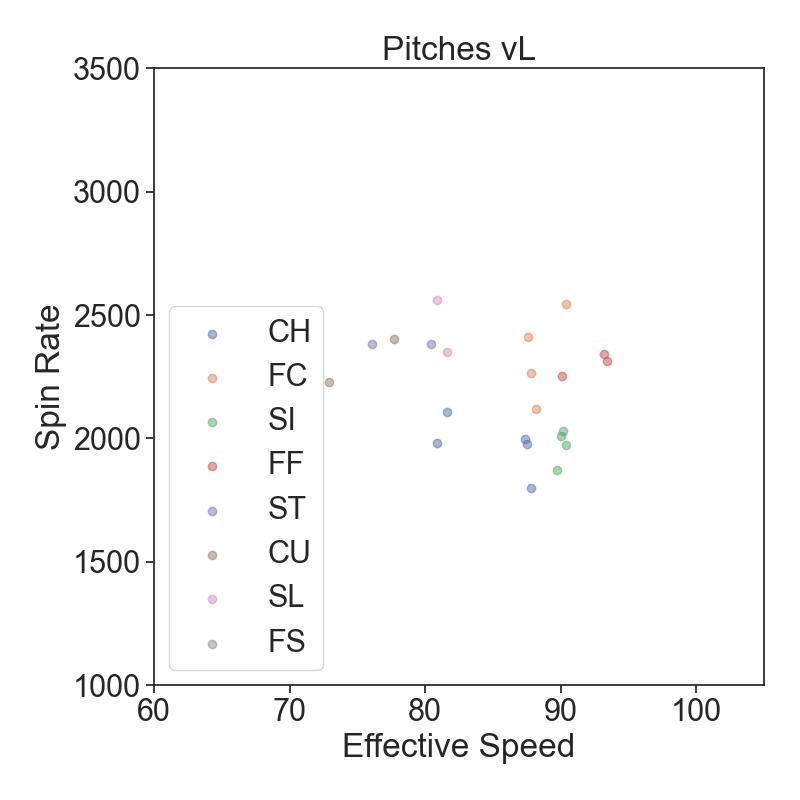 Pitches vL
3500
3000
2500
2000
1500
1000
Spin Rate
CH
FC
SI
FF
ST
CU
SL
FS
60 70 80 90 100
Effective Speed